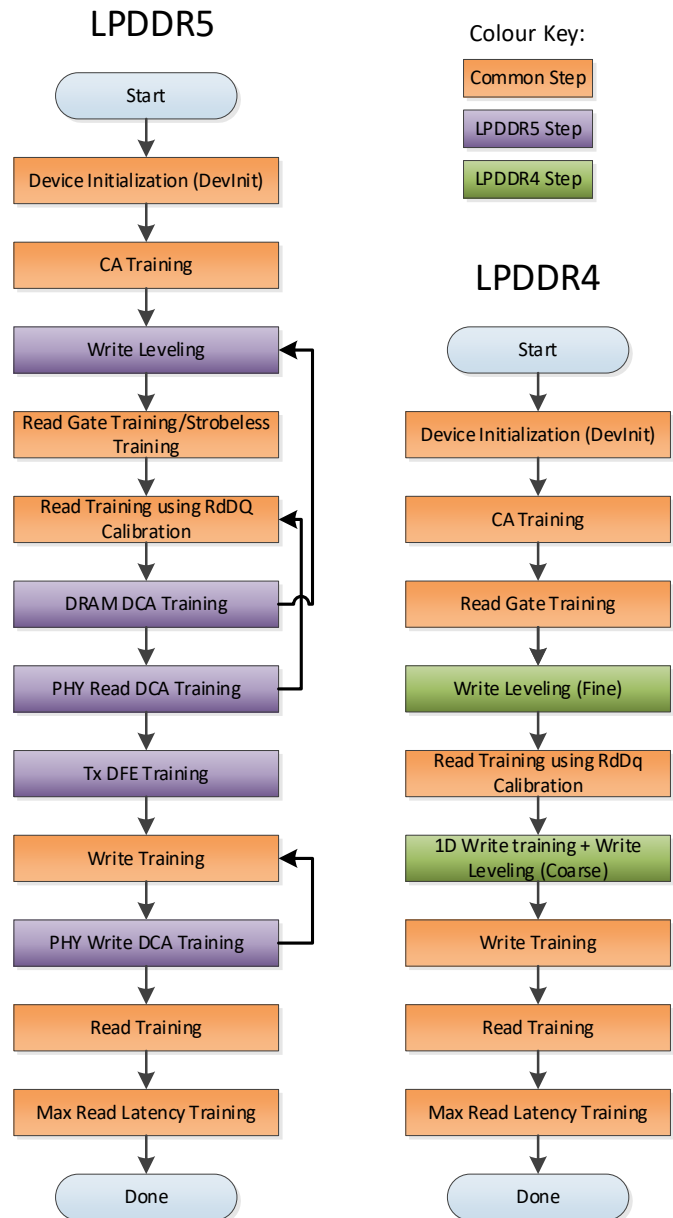 LPDDR5
Start
Device Initialization (DevInit)
CA Training
Write Leveling
Read Gate Training/Strobeless
Training
Read Training using RdDQ
Calibration
DRAM DCA Training
PHY Read DCA Training
Tx DFE Training
Write Training
PHY Write DCA Training
Read Training
Max Read Latency Training
Done
Colour Key:
Common Step
LPDDR5 Step
LPDDR4 Step
LPDDR4
Start
Device Initialization (DevInit)
CA Training
Read Gate Training
Write Leveling (Fine)
Read Training using RdDq
Calibration
1D Write training + Write
Leveling (Coarse)
Write Training
Read Training
Max Read Latency Training
Done